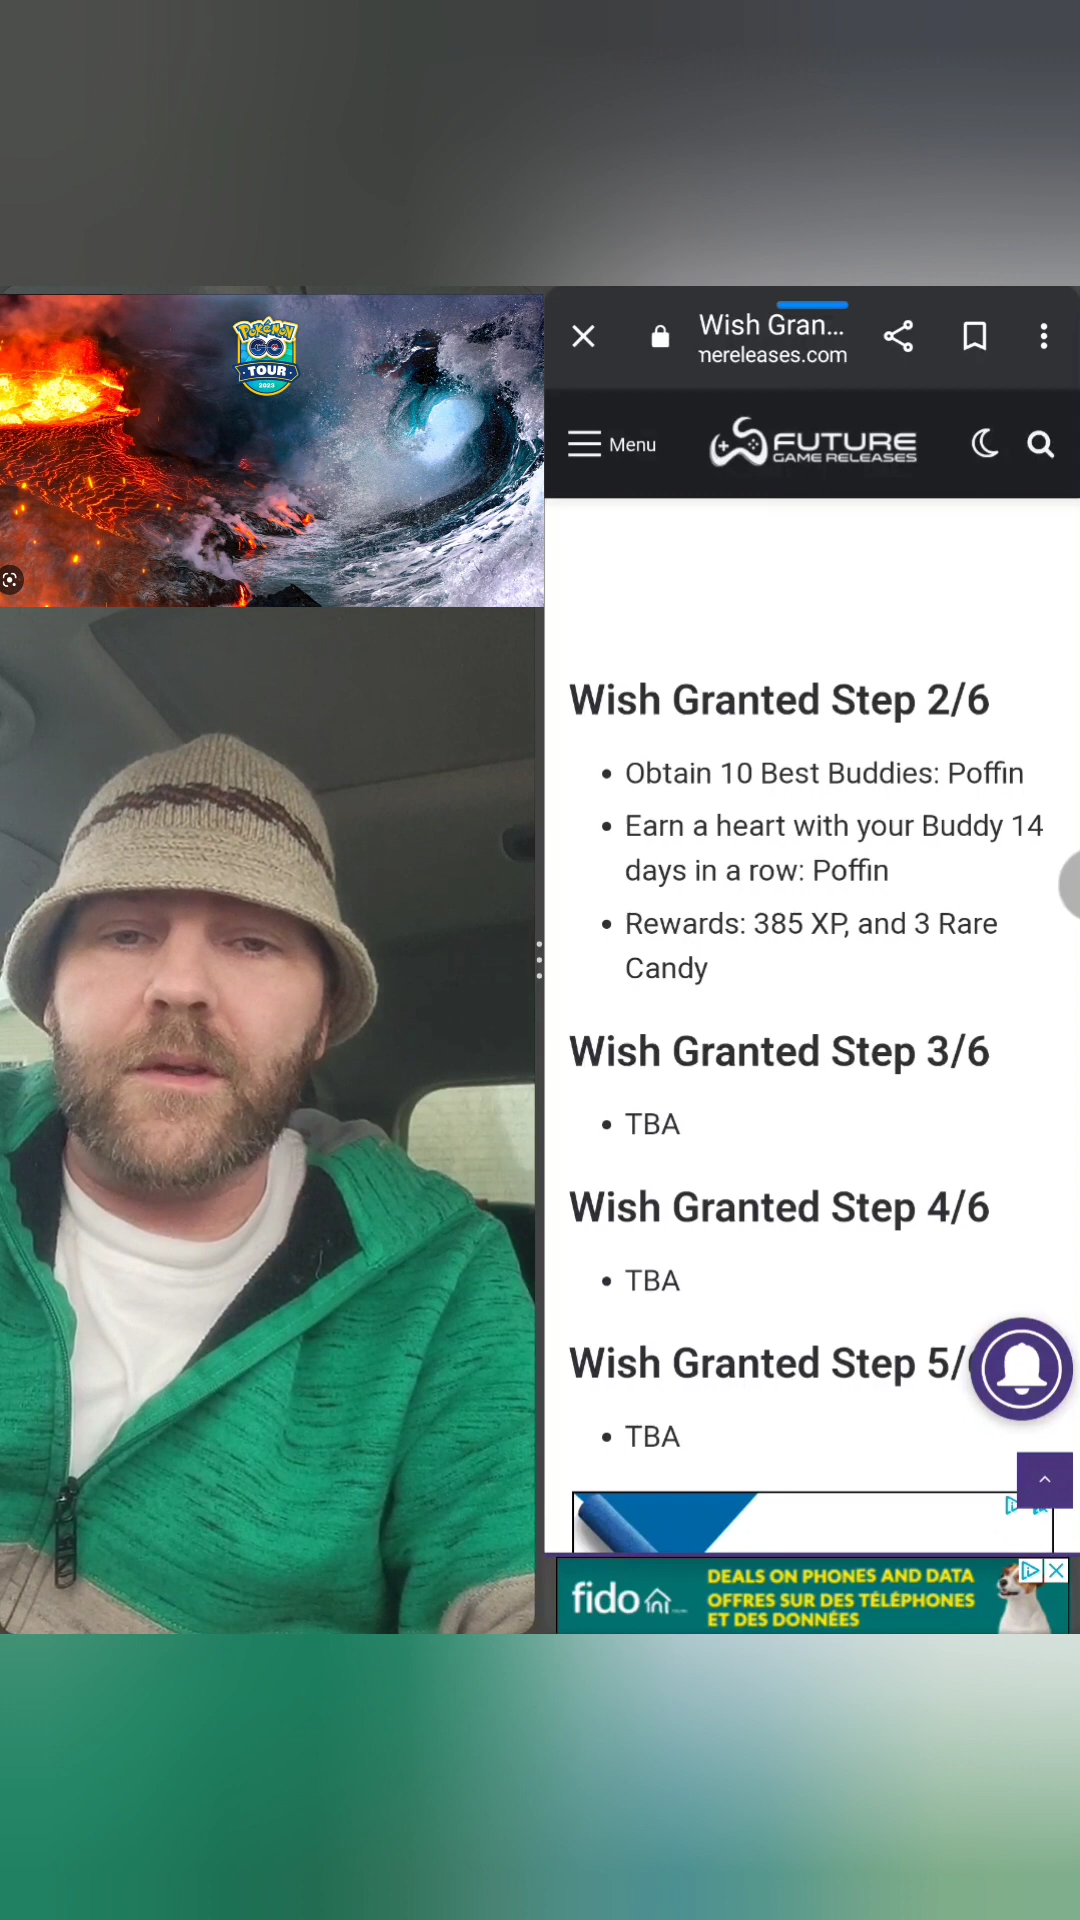 POKÉMON
GO
TOUR
2023
Wish Gran...
nereleases.com
Menu
FUTURE
GAME RELEASES
Wish Granted Step 2/6
• Obtain 10 Best Buddies: Poffin
• Earn a heart with your Buddy 14
days in a row: Poffin
• Rewards: 385 XP, and 3 Rare
Candy
Wish Granted Step 3/6
• TBA
Wish Granted Step 4/6
• TBA
Wish Granted Step 5/
• TBA
fido
DEALS ON PHONES AND DATA
OFFRES SUR DES TÉLÉPHONES
ET DES DONNÉES